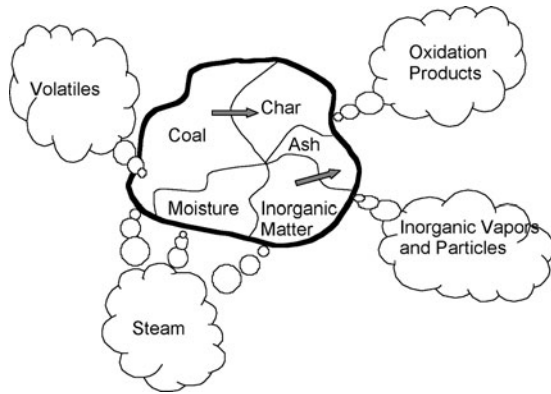 Oxidation
Products
Volatiles
Char
Coal
Ash
Moisture
Inorganic
Matter
Inorganic Vapors
and Particles
Steam